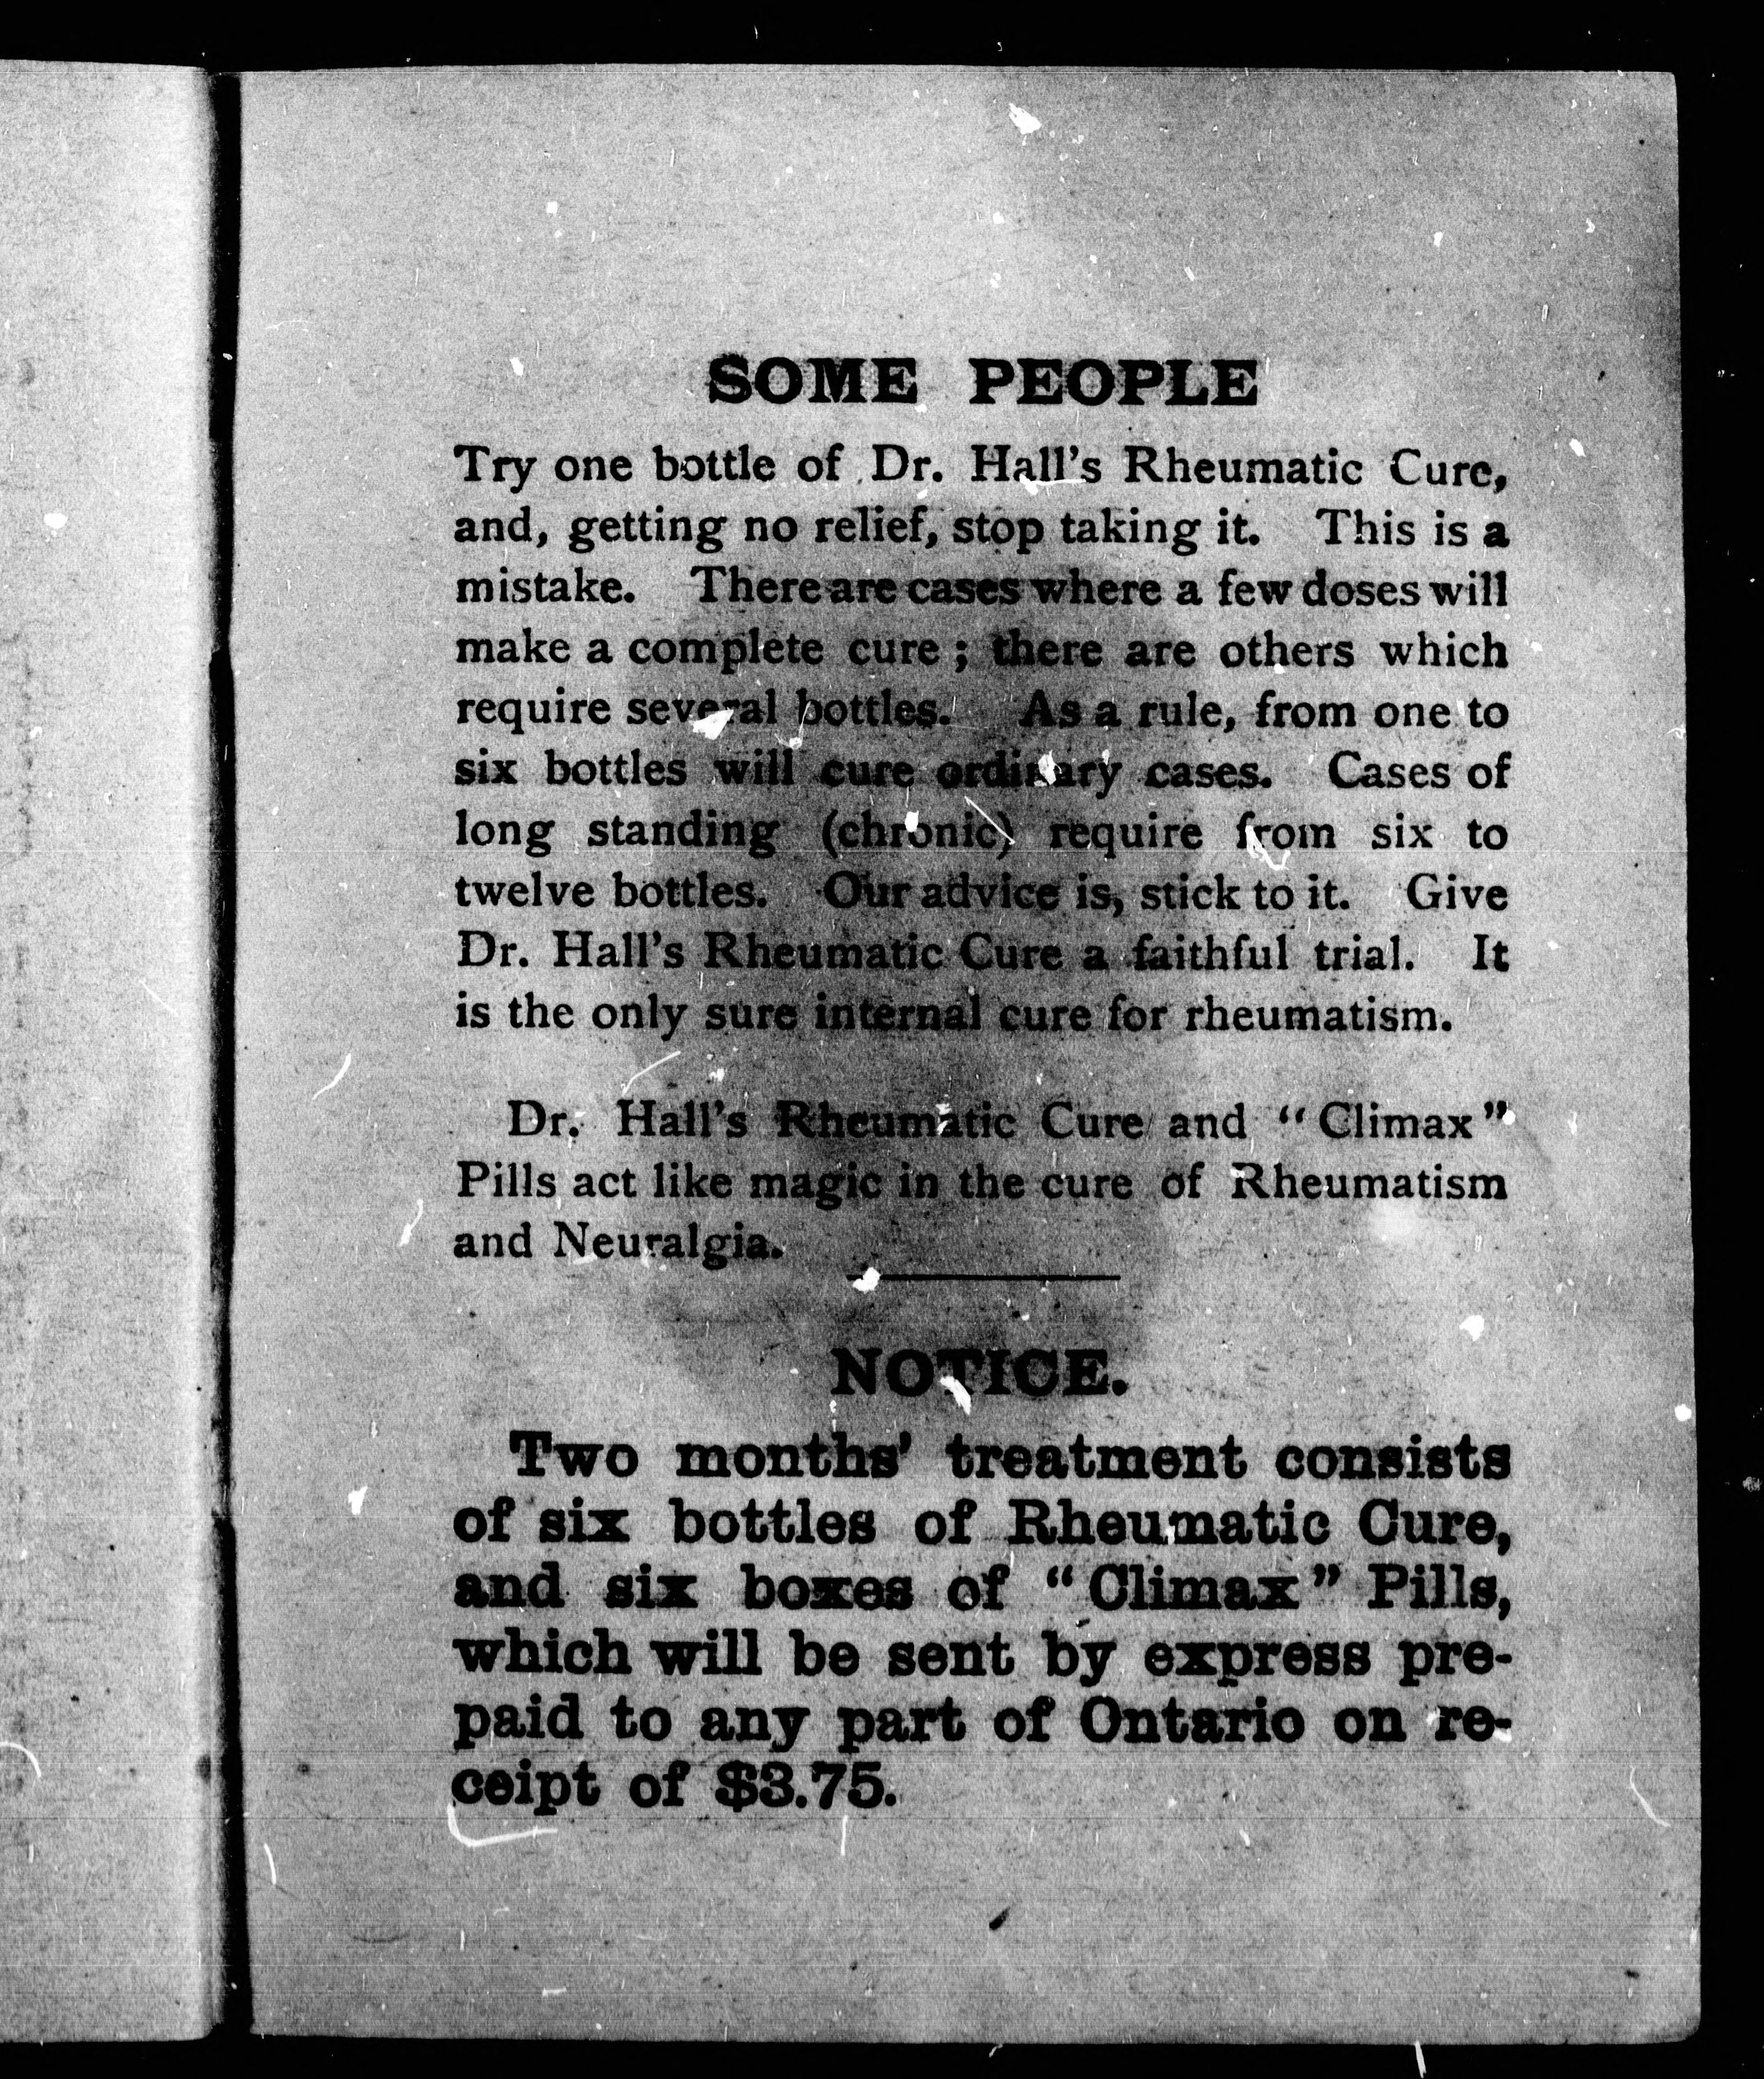 SOME PEOPLE
Try one bottle of Dr. Hall's Rheumatic Cure,
and, getting no relief, stop taking it. This is a
mistake. There are cases where a few doses will
make a complete cure ; there are others which
require several bottles. As a rule, from one to
six bottles will cure ordinary cases. Cases of
long standing (chronic) require from six to
twelve bottles. Our advice is, stick to it. Give
Dr. Hall's Rheumatic Cure a faithful trial. It
is the only sure internal cure for rheumatism.
Dr. Hall's Rheumatic Cure and "Climax"
Pills act like magic in the cure of Rheumatism
and Neuralgia.
NOTICE.
Two months' treatment consists
of six bottles of Rheumatic Cure,
and six boxes of "Climax" Pills,
which will be sent by express pre-
paid to any part of Ontario on re-
ceipt of $3.75.